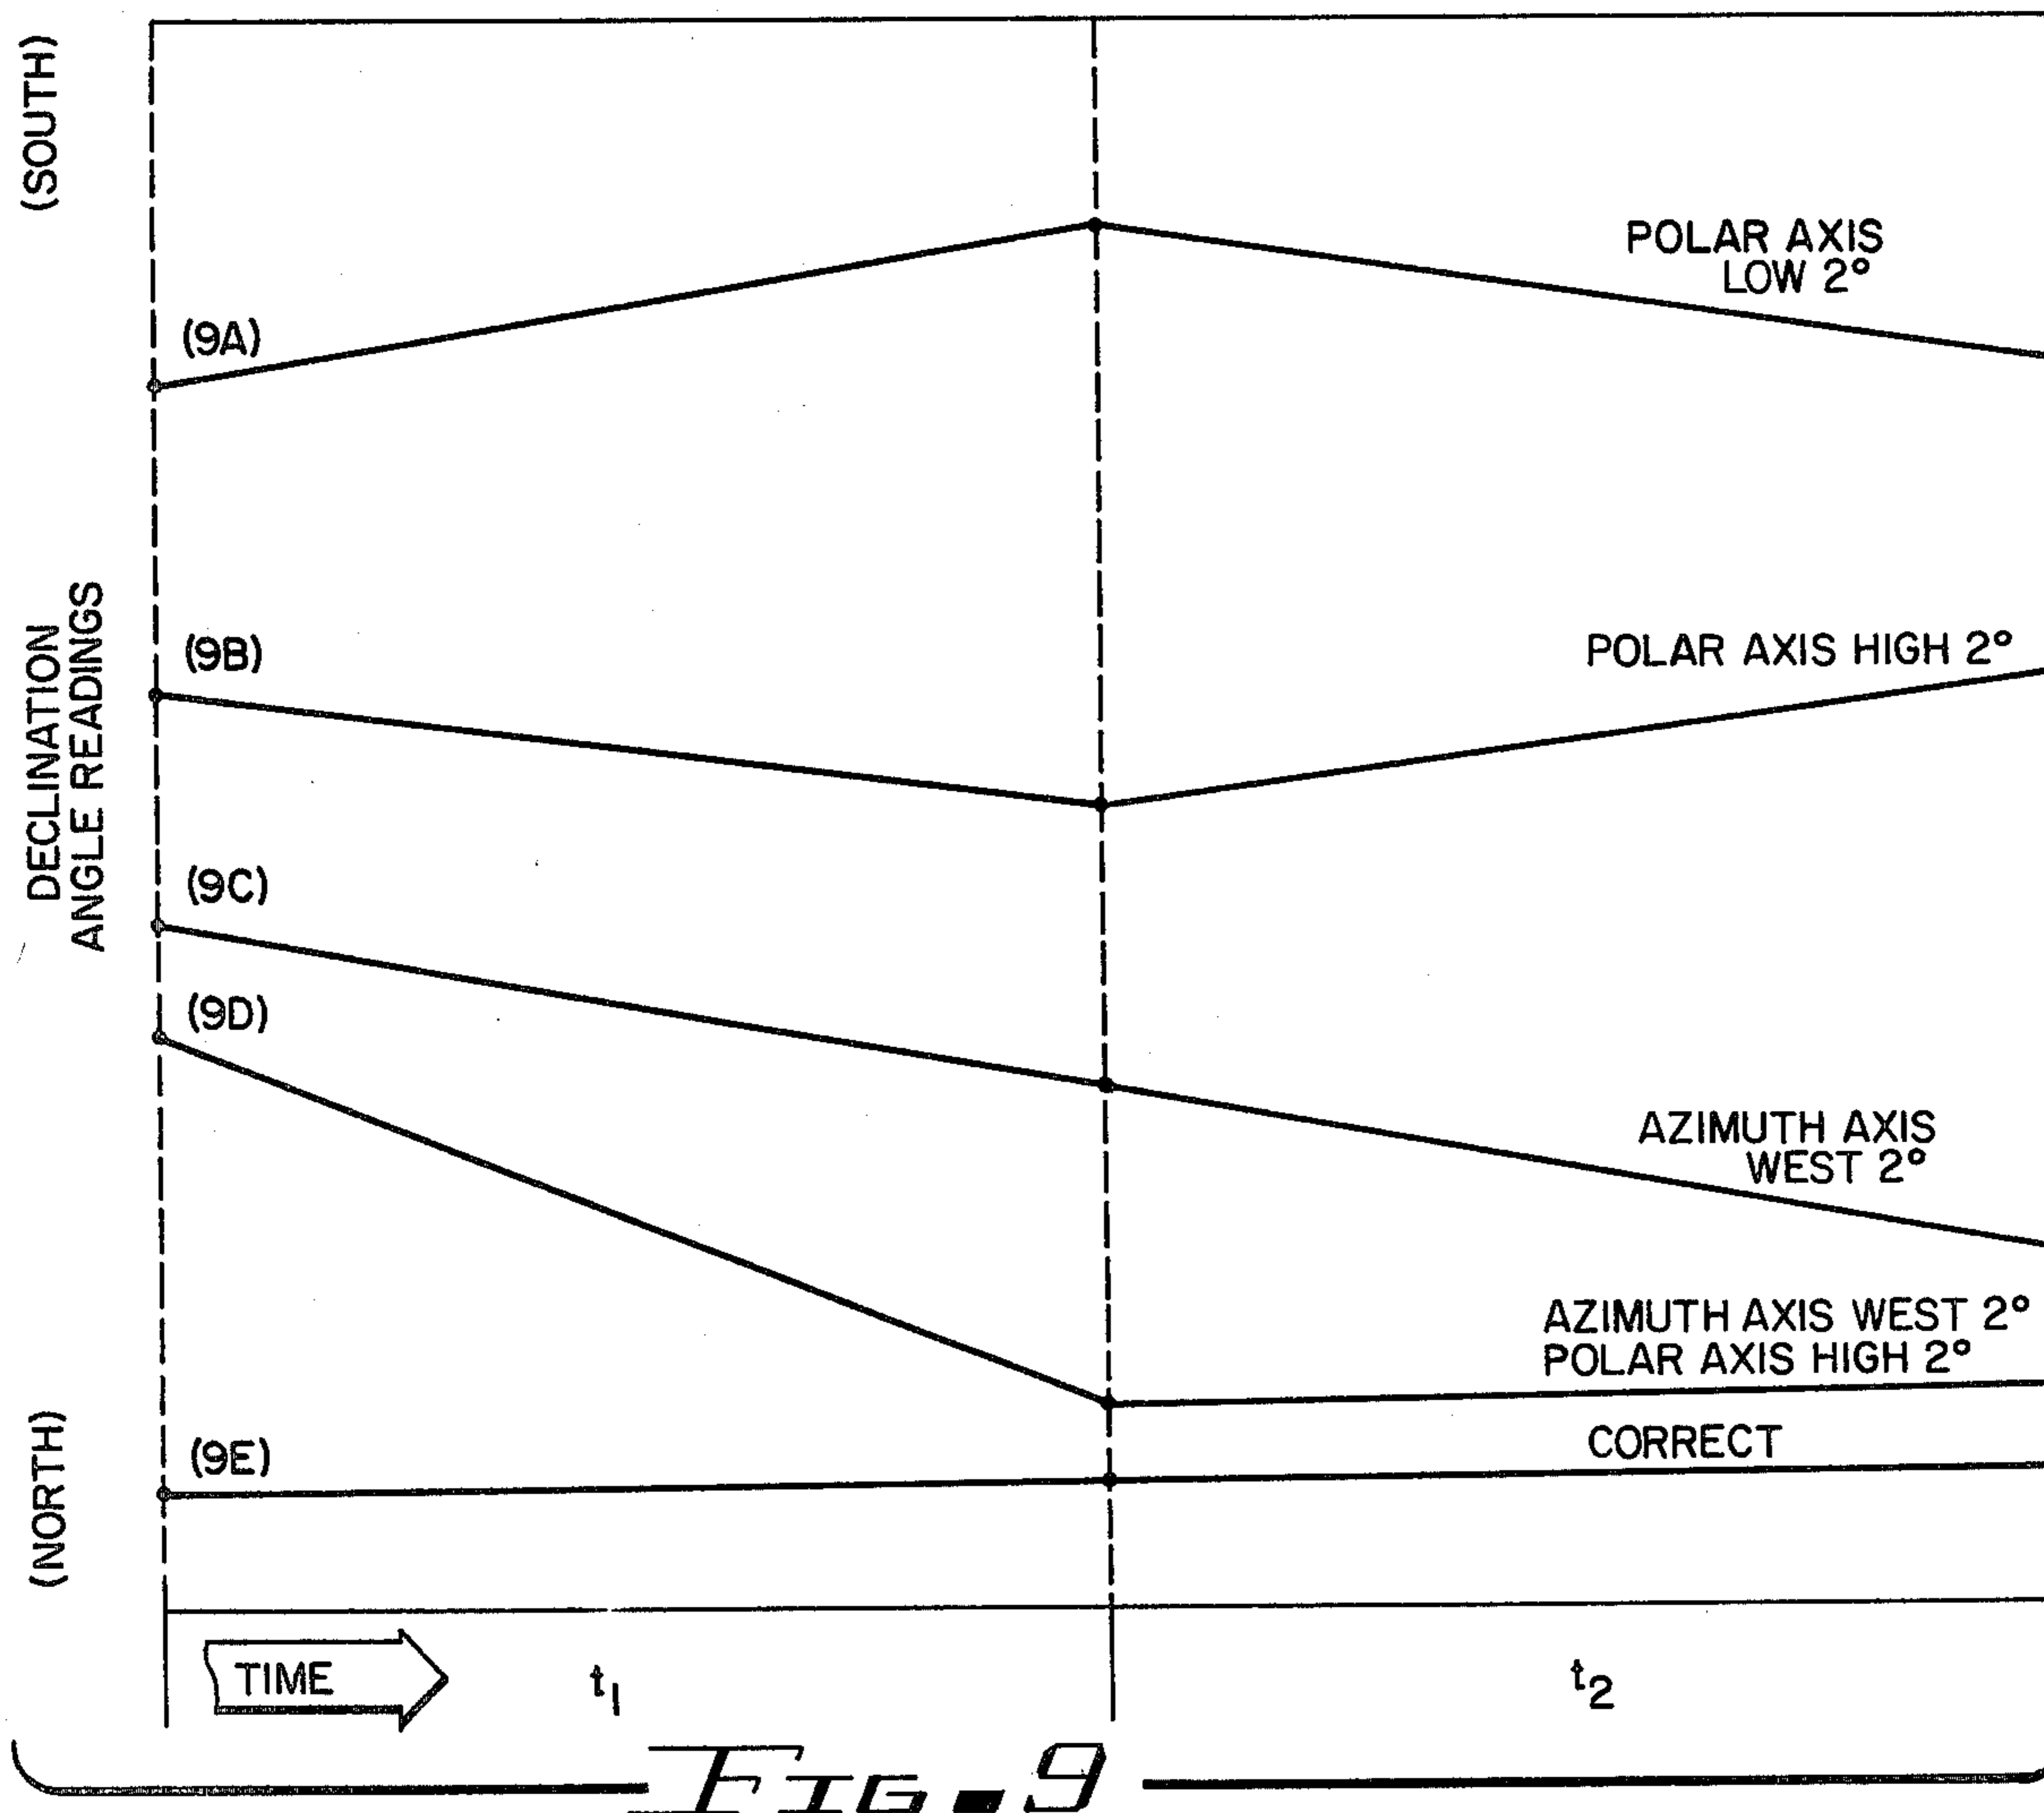 (SOUTH)
DECLINATION
ANGLE READINGS
(NORTH)
(9A)
POLAR AXIS
LOW 2°
(9B)
POLAR AXIS HIGH 2°
(9C)
AZIMUTH AXIS
WEST 2°
(9D)
AZIMUTH AXIS WEST 2°
POLAR AXIS HIGH 2°
(9E)
CORRECT
TIME
t₁
t₂
FIG. 9